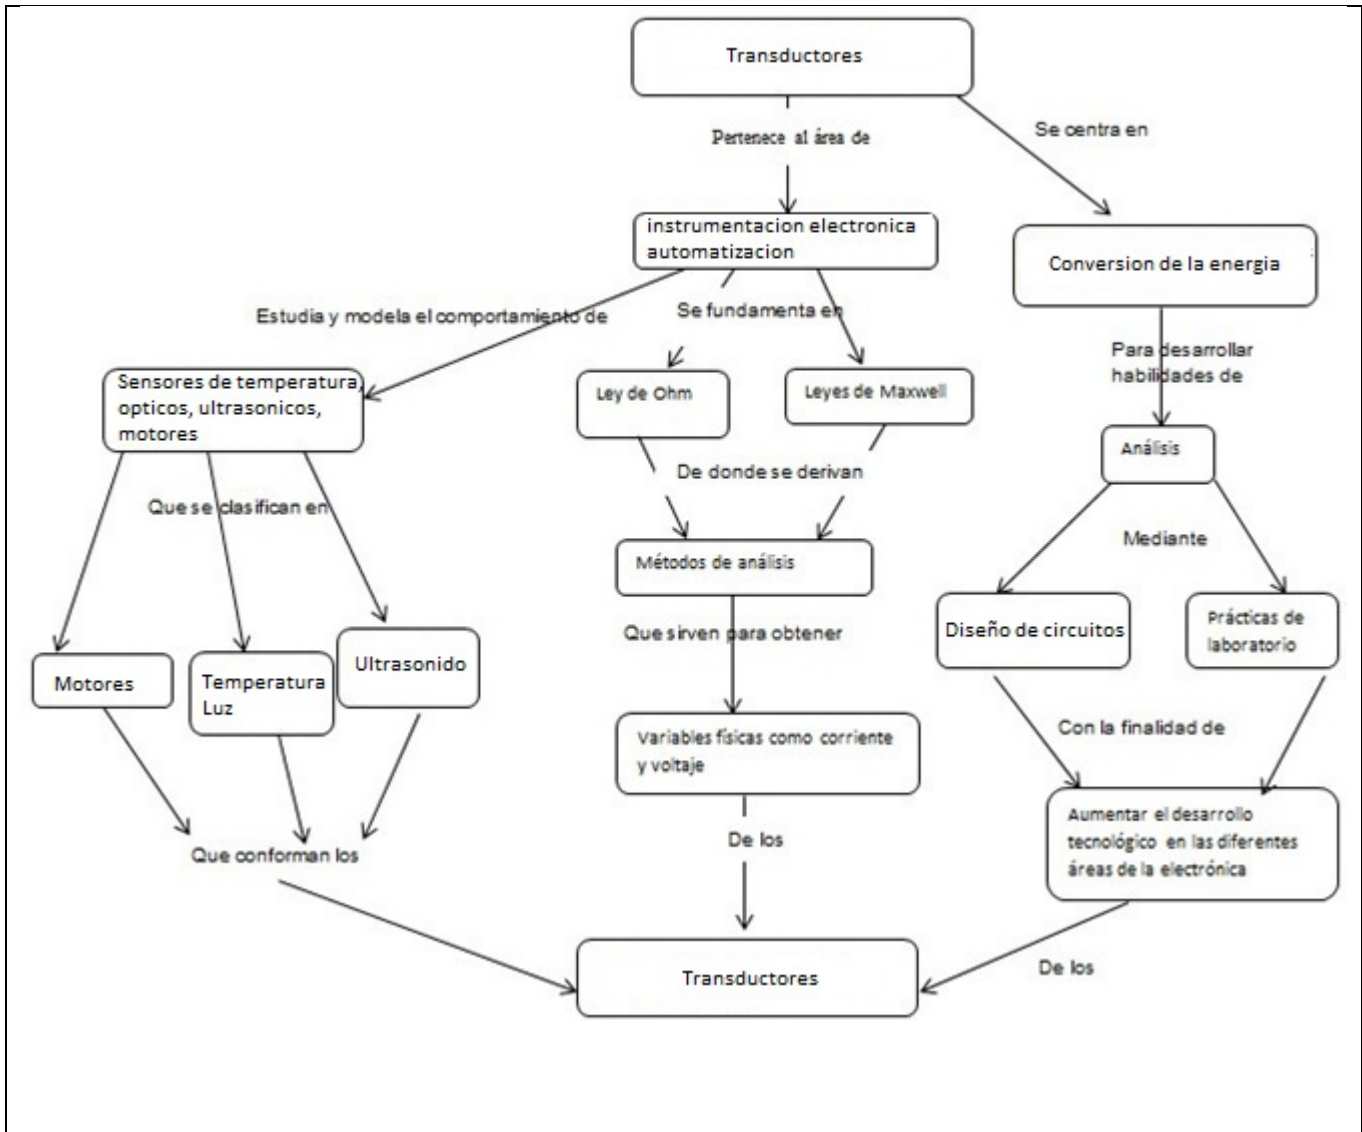 Transductores
Pertenece al área de
Se centra en
instrumentacion electronica
automatizacion
Conversion de la energia
Estudia y modela el comportamiento de
Se fundamenta en
Para desarrollar
habilidades de
Sensores de temperatura,
opticos, ultrasonicos,
motores
Ley de Ohm
Leyes de Maxwell
Análisis
Que se clasifican en
De donde se derivan
Mediante
Métodos de análisis
Diseño de circuitos
Prácticas de
laboratorio
Que sirven para obtener
Motores
Temperatura
Luz
Ultrasonido
Variables físicas como corriente
y voltaje
Con la finalidad de
Que conforman los
De los
Aumentar el desarrollo
tecnológico en las diferentes
áreas de la electrónica
Transductores
De los